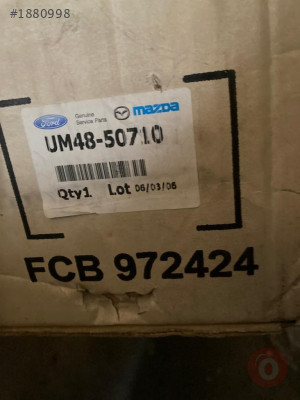 #1880998
Ford
Genuine
Service Parts
mazda
UM48-50710
Qty1 Lot 06/03/06
FCB 972424